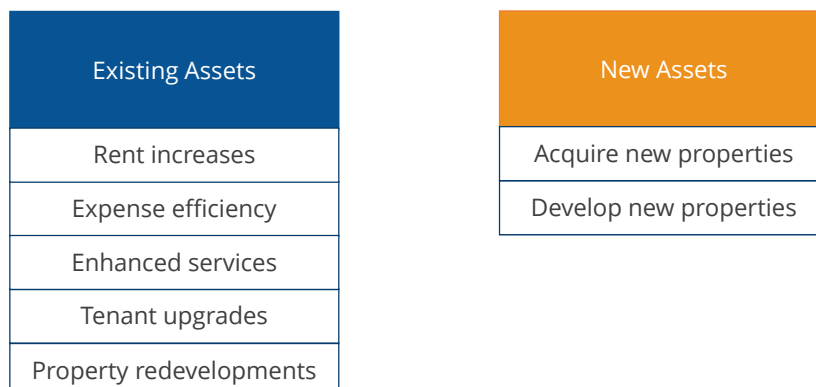 Existing Assets
Rent increases
Expense efficiency
Enhanced services
Tenant upgrades
Property redevelopments
New Assets
Acquire new properties
Develop new properties